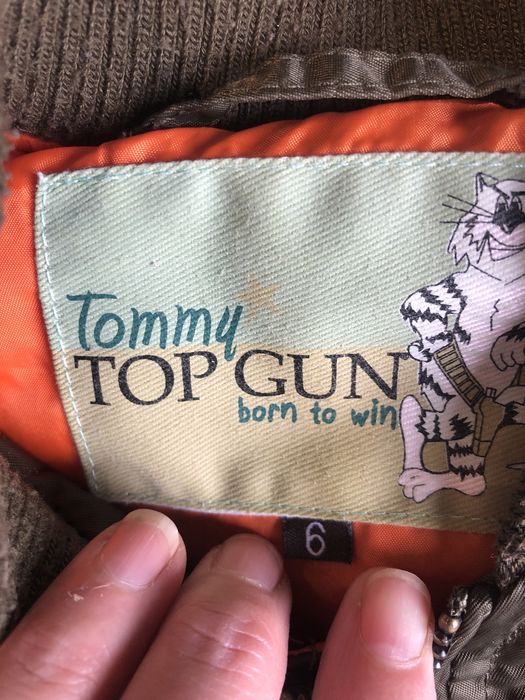 Tommy
TOP GUN
born to win
6